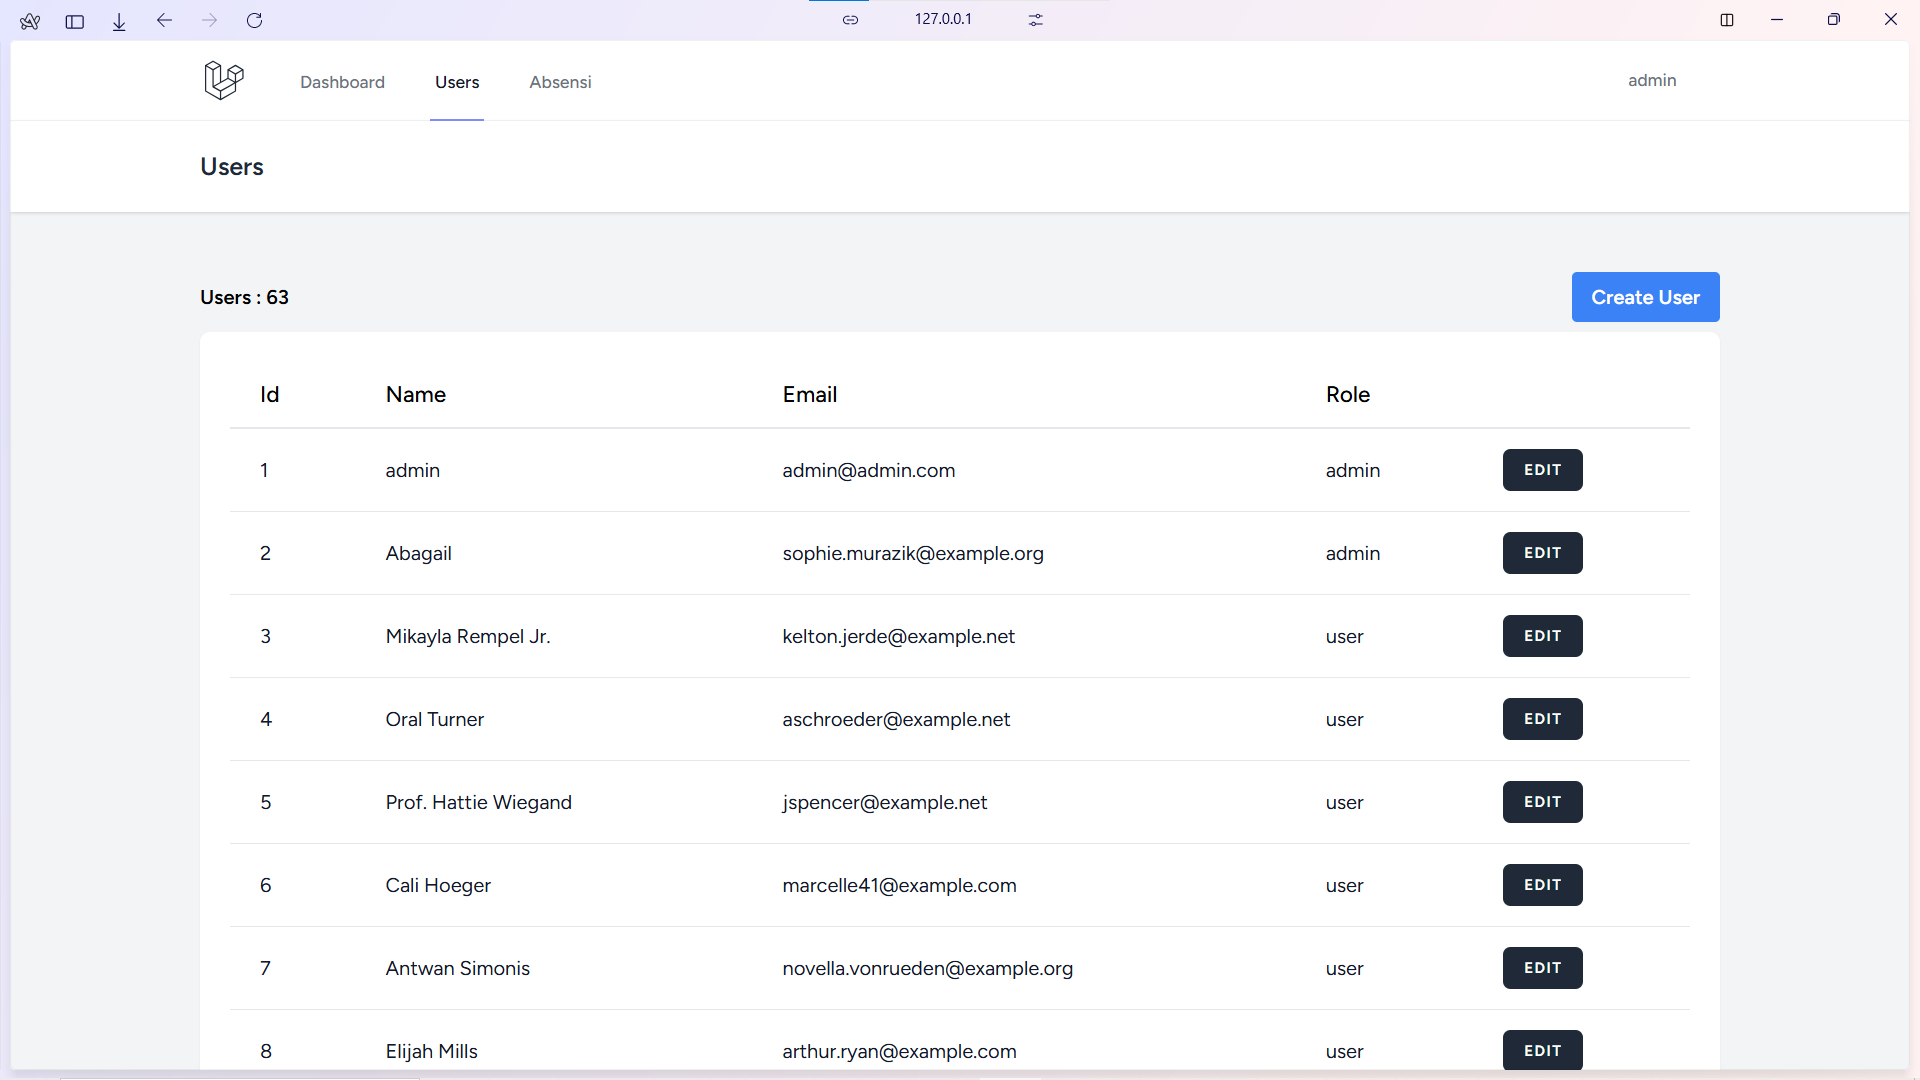 127.0.0.1
Dashboard Users Absensi admin
Users
Users : 63 Create User
Id Name Email Role
1 admin admin@admin.com admin EDIT
2 Abagail sophie.murazik@example.org admin EDIT
3 Mikayla Rempel Jr. kelton.jerde@example.net user EDIT
4 Oral Turner aschroeder@example.net user EDIT
5 Prof. Hattie Wiegand jspencer@example.net user EDIT
6 Cali Hoeger marcelle41@example.com user EDIT
7 Antwan Simonis novella.vonrueden@example.org user EDIT
8 Elijah Mills arthur.ryan@example.com user EDIT